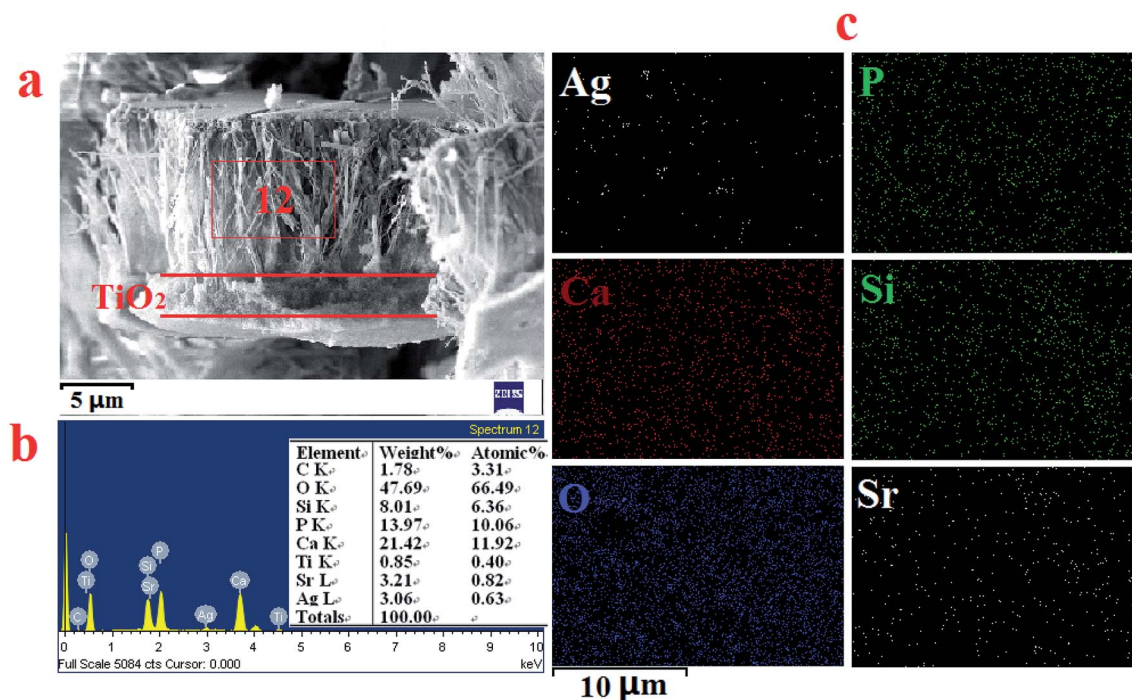 a
12
TiO2
5 μm
ZEISS
b
Spectrum 12
Element Weight% Atomic%
C K 1.78 3.31
O K 47.69 66.49
Si K 8.01 6.36
P K 13.97 10.06
Ca K 21.42 11.92
Ti K 0.85 0.40
Sr L 3.21 0.82
Ag L 3.06 0.63
Totals 100.00
O
Ti
C
Si
Sr
P
Ag
Ca
Ti
0 1 2 3 4 5 6 7 8 9 10
Full Scale 5084 cts Cursor: 0.000 keV
c
Ag
P
Ca
Si
O
Sr
10 μm